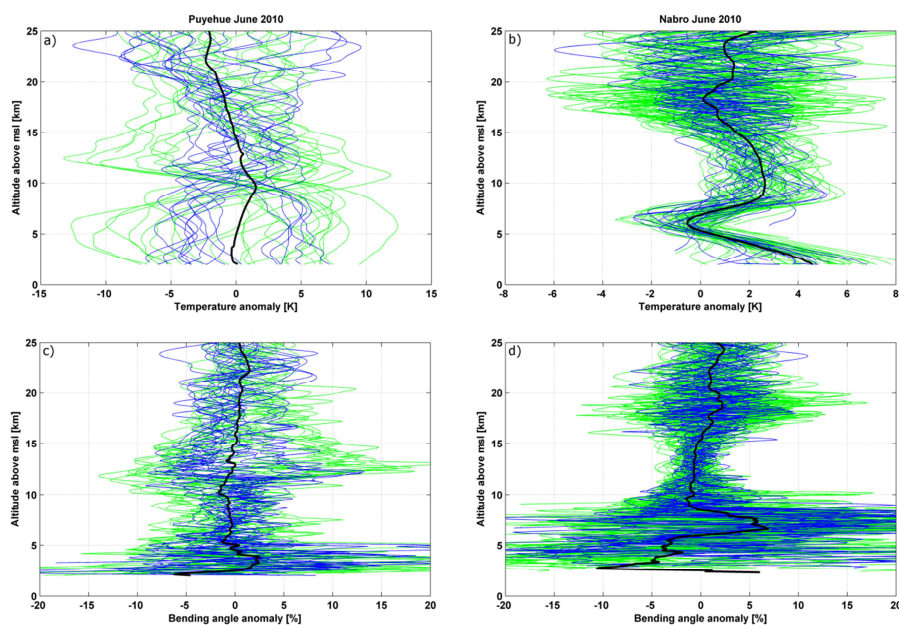 Puyehue June 2010
a)
Altitude above msl [km]
25
20
15
10
5
0
-15 -10 -5 0 5 10 15
Temperature anomaly [K]
Nabro June 2010
b)
Altitude above msl [km]
25
20
15
10
5
0
-8 -6 -4 -2 0 2 4 6 8
Temperature anomaly [K]
c)
Altitude above msl [km]
25
20
15
10
5
0
-20 -15 -10 -5 0 5 10 15 20
Bending angle anomaly [%]
d)
Altitude above msl [km]
25
20
15
10
5
0
-20 -15 -10 -5 0 5 10 15 20
Bending angle anomaly [%]